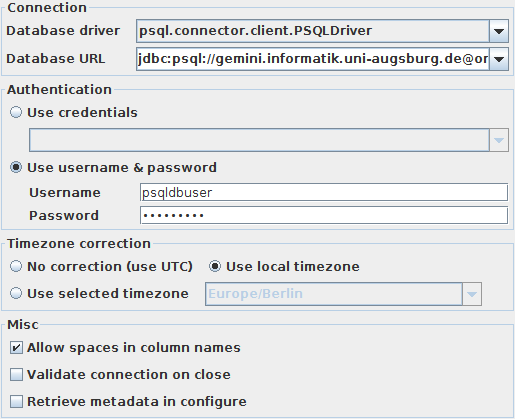 Connection
Database driver psql.connector.client.PSQLDriver
Database URL jdbc:psql://gemini.informatik.uni-augsburg.de@or
Authentication
Use credentials
Use username & password
Username psqldbuser
Password •••••••••
Timezone correction
No correction (use UTC) Use local timezone
Use selected timezone Europe/Berlin
Misc
Allow spaces in column names
Validate connection on close
Retrieve metadata in configure